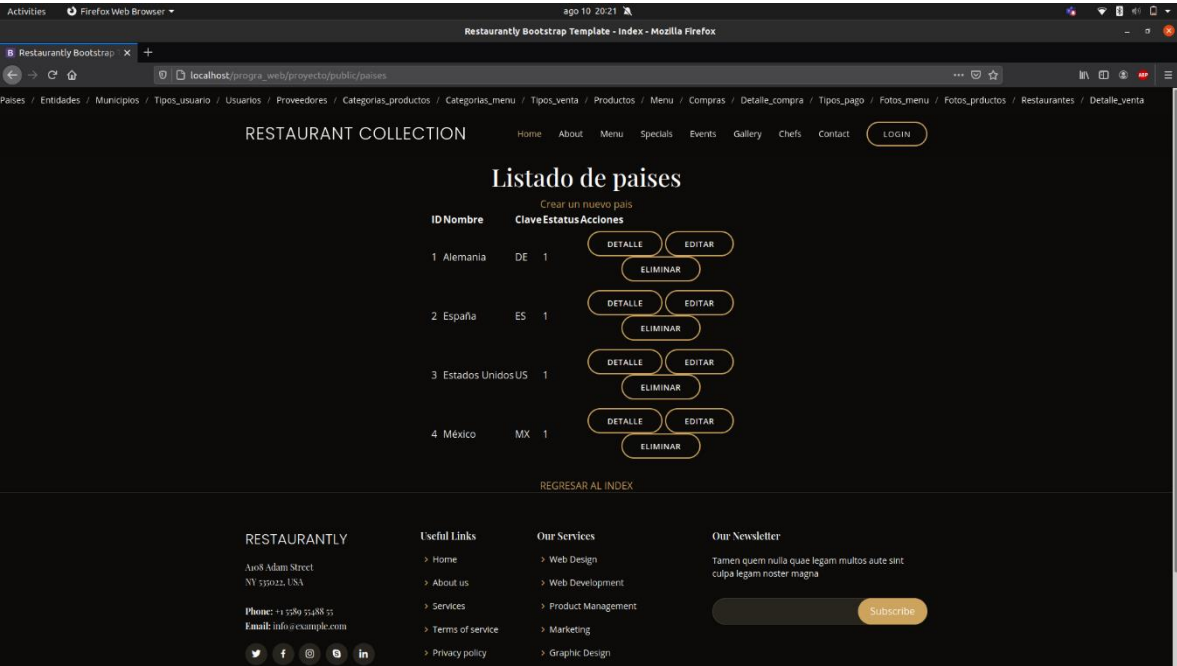 Activities Firefox Web Browser ago 10 20:21
Restaurantly Bootstrap Template - Index - Mozilla Firefox
B Restaurantly Bootstrap
localhost/progra_web/proyecto/public/paises
ABP
Paises / Entidades / Municipios / Tipos_usuario / Usuarios / Proveedores / Categorias_productos / Categorias_menu / Tipos_venta / Productos / Menu / Compras / Detalle_compra / Tipos_pago / Fotos_menu / Fotos_prductos / Restaurantes / Detalle_venta
RESTAURANT COLLECTION Home About Menu Specials Events Gallery Chefs Contact LOGIN
Listado de paises
Crear un nuevo pais
ID Nombre Clave Estatus Acciones
1 Alemania DE 1 DETALLE EDITAR
ELIMINAR
2 España ES 1 DETALLE EDITAR
ELIMINAR
3 Estados Unidos US 1 DETALLE EDITAR
ELIMINAR
4 México MX 1 DETALLE EDITAR
ELIMINAR
REGRESAR AL INDEX
RESTAURANTLY
A108 Adam Street
NY 535022, USA
Phone: +1 5589 55488 55
Email: info@example.com
Useful Links
> Home
> About us
> Services
> Terms of service
> Privacy policy
Our Services
> Web Design
> Web Development
> Product Management
> Marketing
> Graphic Design
Our Newsletter
Tamen quem nulla quae legam multos aute sint
culpa legam noster magna
Subscribe